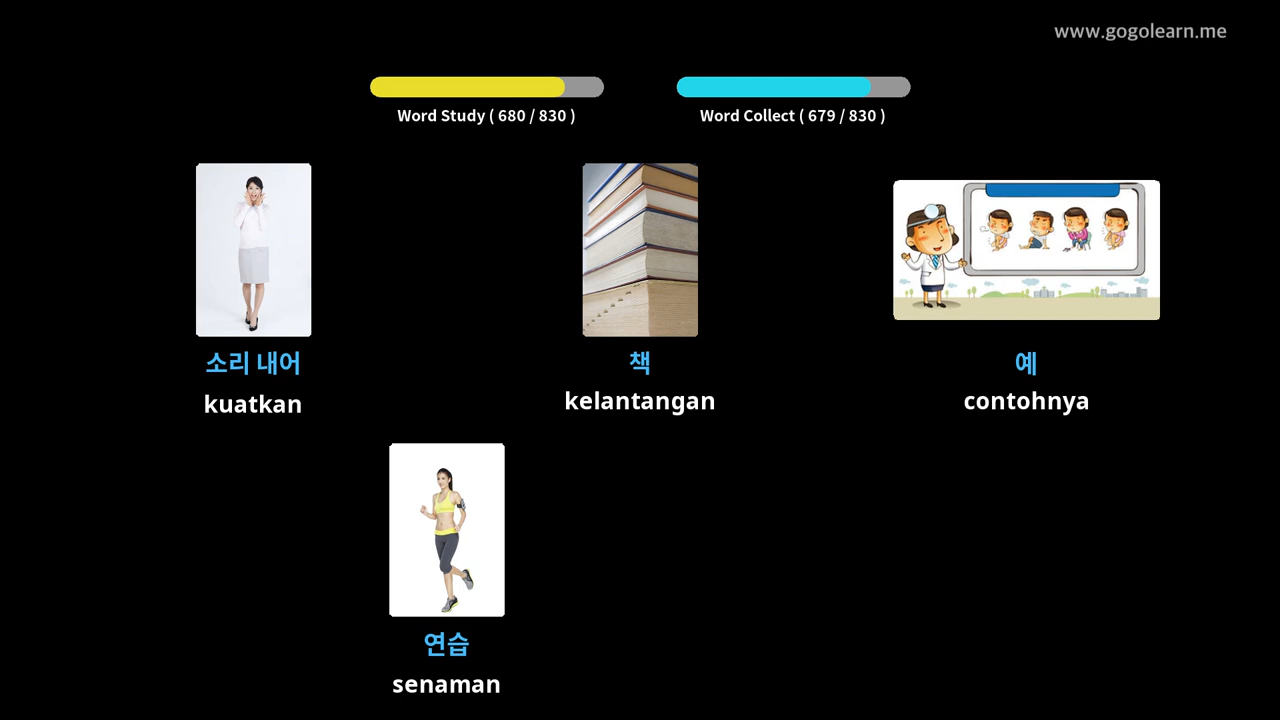 www.gogolearn.me
Word Study ( 680 / 830 )
Word Collect ( 679 / 830 )
소리 내어
책
예
kuatkan
kelantangan
contohnya
연습
senaman